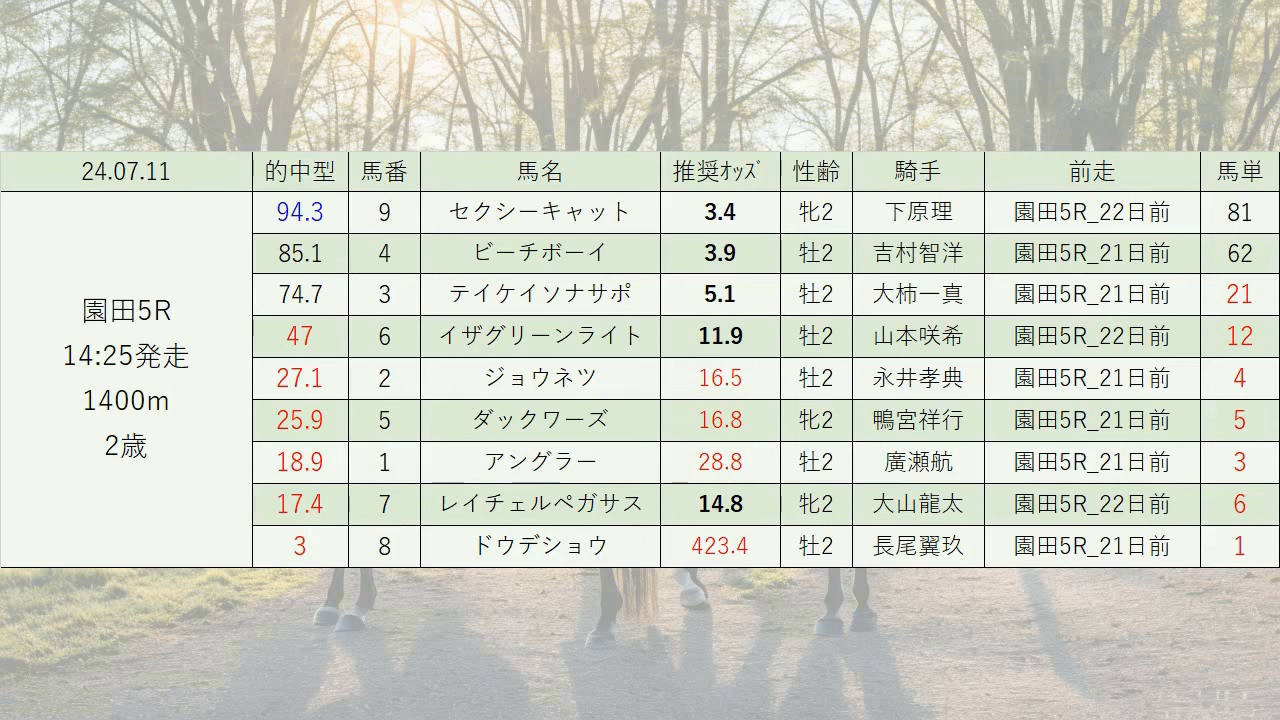 24.07.11 的中型 馬番 馬名 推奨ｵｯｽﾞ 性齢 騎手 前走 馬単
園田5R
14:25発走
1400m
2歳
94.3 9 セクシーキャット 3.4 牝2 下原理 園田5R_22日前 81
85.1 4 ビーチボーイ 3.9 牡2 吉村智洋 園田5R_21日前 62
74.7 3 テイケイソナサポ 5.1 牡2 大柿一真 園田5R_21日前 21
47 6 イザグリーンライト 11.9 牡2 山本咲希 園田5R_22日前 12
27.1 2 ジョウネツ 16.5 牡2 永井孝典 園田5R_21日前 4
25.9 5 ダックワーズ 16.8 牝2 鴨宮祥行 園田5R_21日前 5
18.9 1 アングラー 28.8 牡2 廣瀬航 園田5R_21日前 3
17.4 7 レイチェルペガサス 14.8 牝2 大山龍太 園田5R_22日前 6
3 8 ドウデショウ 423.4 牡2 長尾翼玖 園田5R_21日前 1